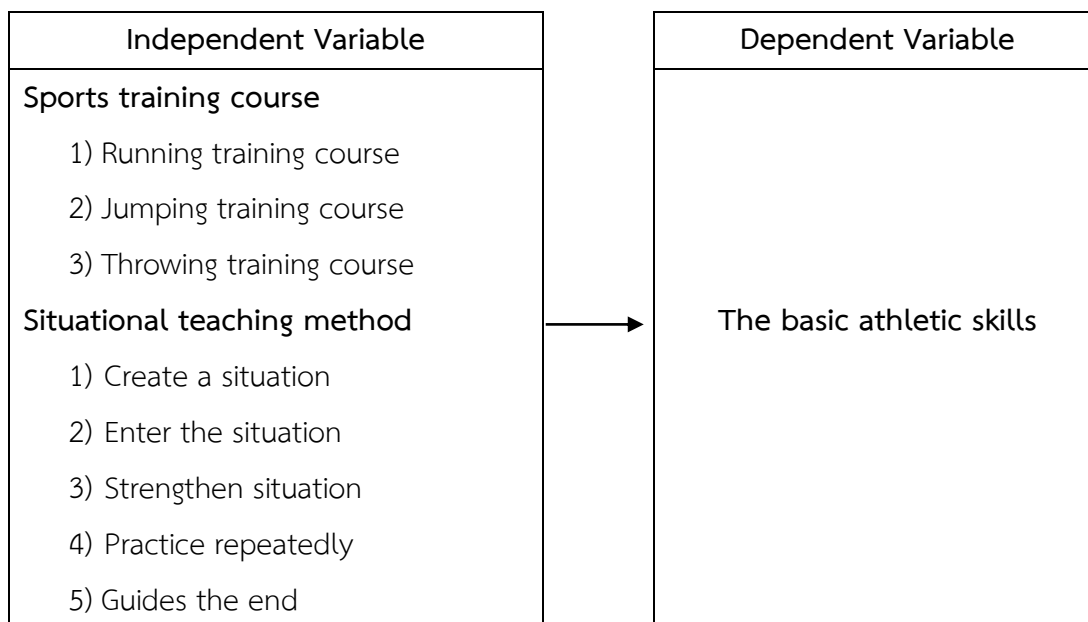 Independent Variable
Sports training course
1) Running training course
2) Jumping training course
3) Throwing training course
Situational teaching method
1) Create a situation
2) Enter the situation
3) Strengthen situation
4) Practice repeatedly
5) Guides the end
Dependent Variable
The basic athletic skills